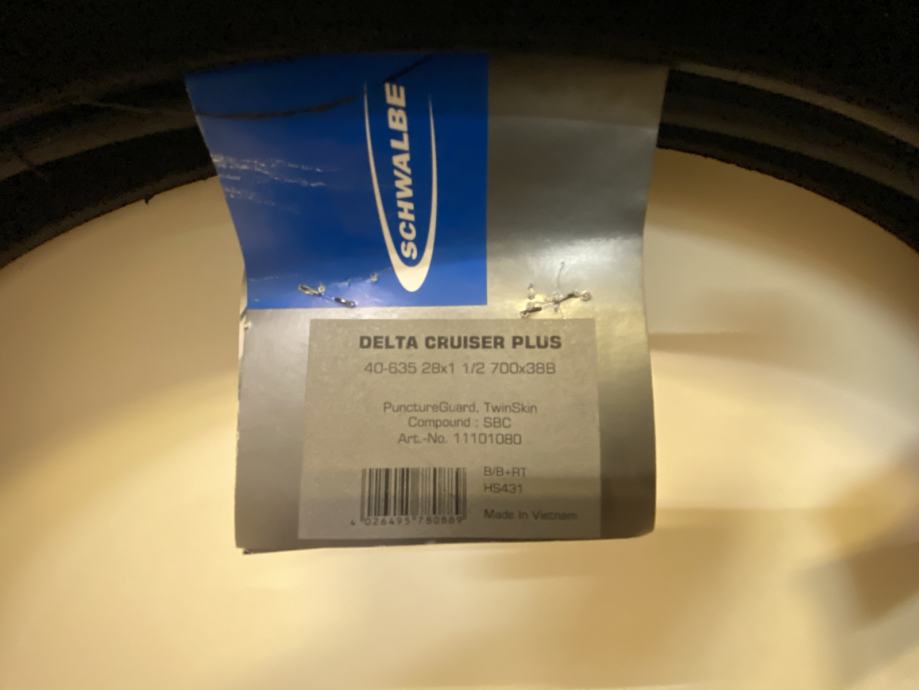 SCHWALBE
DELTA CRUISER PLUS
40-635 28x1 1/2 700x38B
PunctureGuard, TwinSkin
Compound : SBC
Art.-No. 11101080
B/B+RT
HS431
4 026495 780889
Made In Vietnam